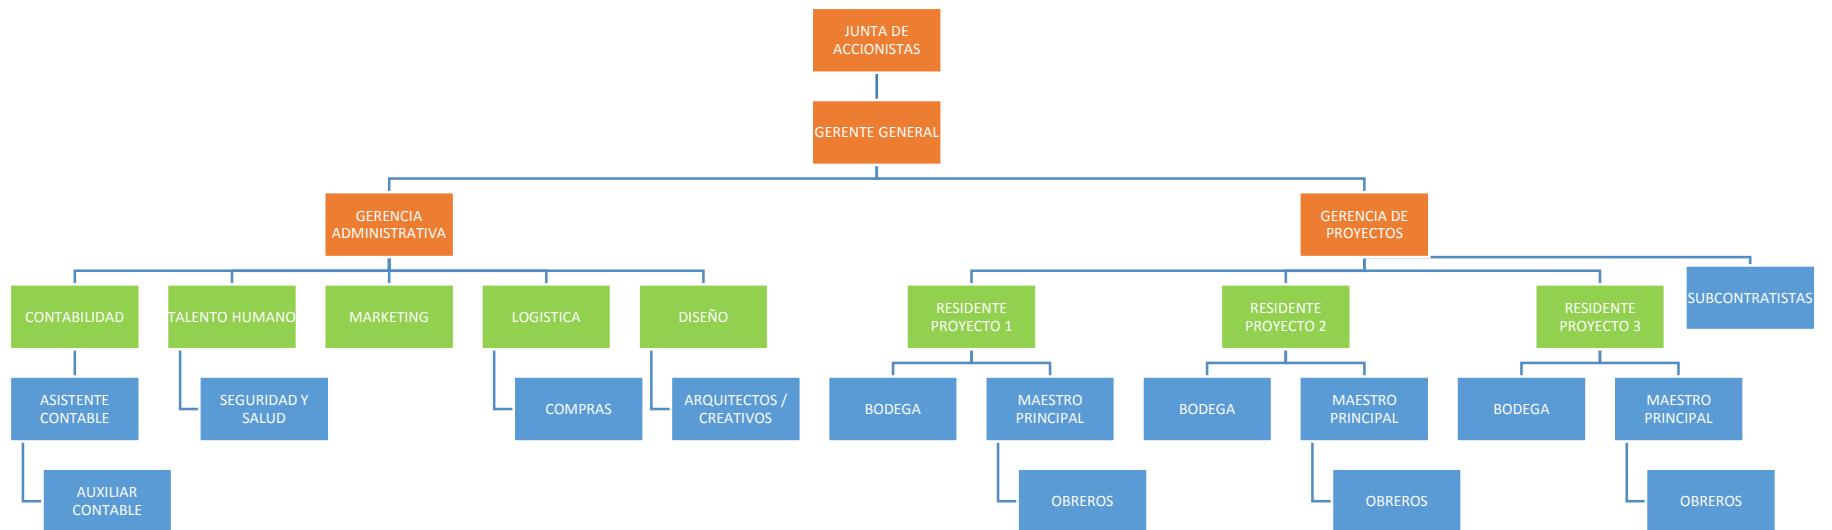 JUNTA DE
ACCIONISTAS
GERENTE GENERAL
GERENCIA
ADMINISTRATIVA
GERENCIA DE
PROYECTOS
CONTABILIDAD
TALENTO HUMANO
MARKETING
LOGISTICA
DISEÑO
RESIDENTE
PROYECTO 1
RESIDENTE
PROYECTO 2
RESIDENTE
PROYECTO 3
SUBCONTRATISTAS
ASISTENTE
CONTABLE
SEGURIDAD Y
SALUD
COMPRAS
ARQUITECTOS /
CREATIVOS
BODEGA
MAESTRO
PRINCIPAL
BODEGA
MAESTRO
PRINCIPAL
BODEGA
MAESTRO
PRINCIPAL
AUXILIAR
CONTABLE
OBREROS
OBREROS
OBREROS